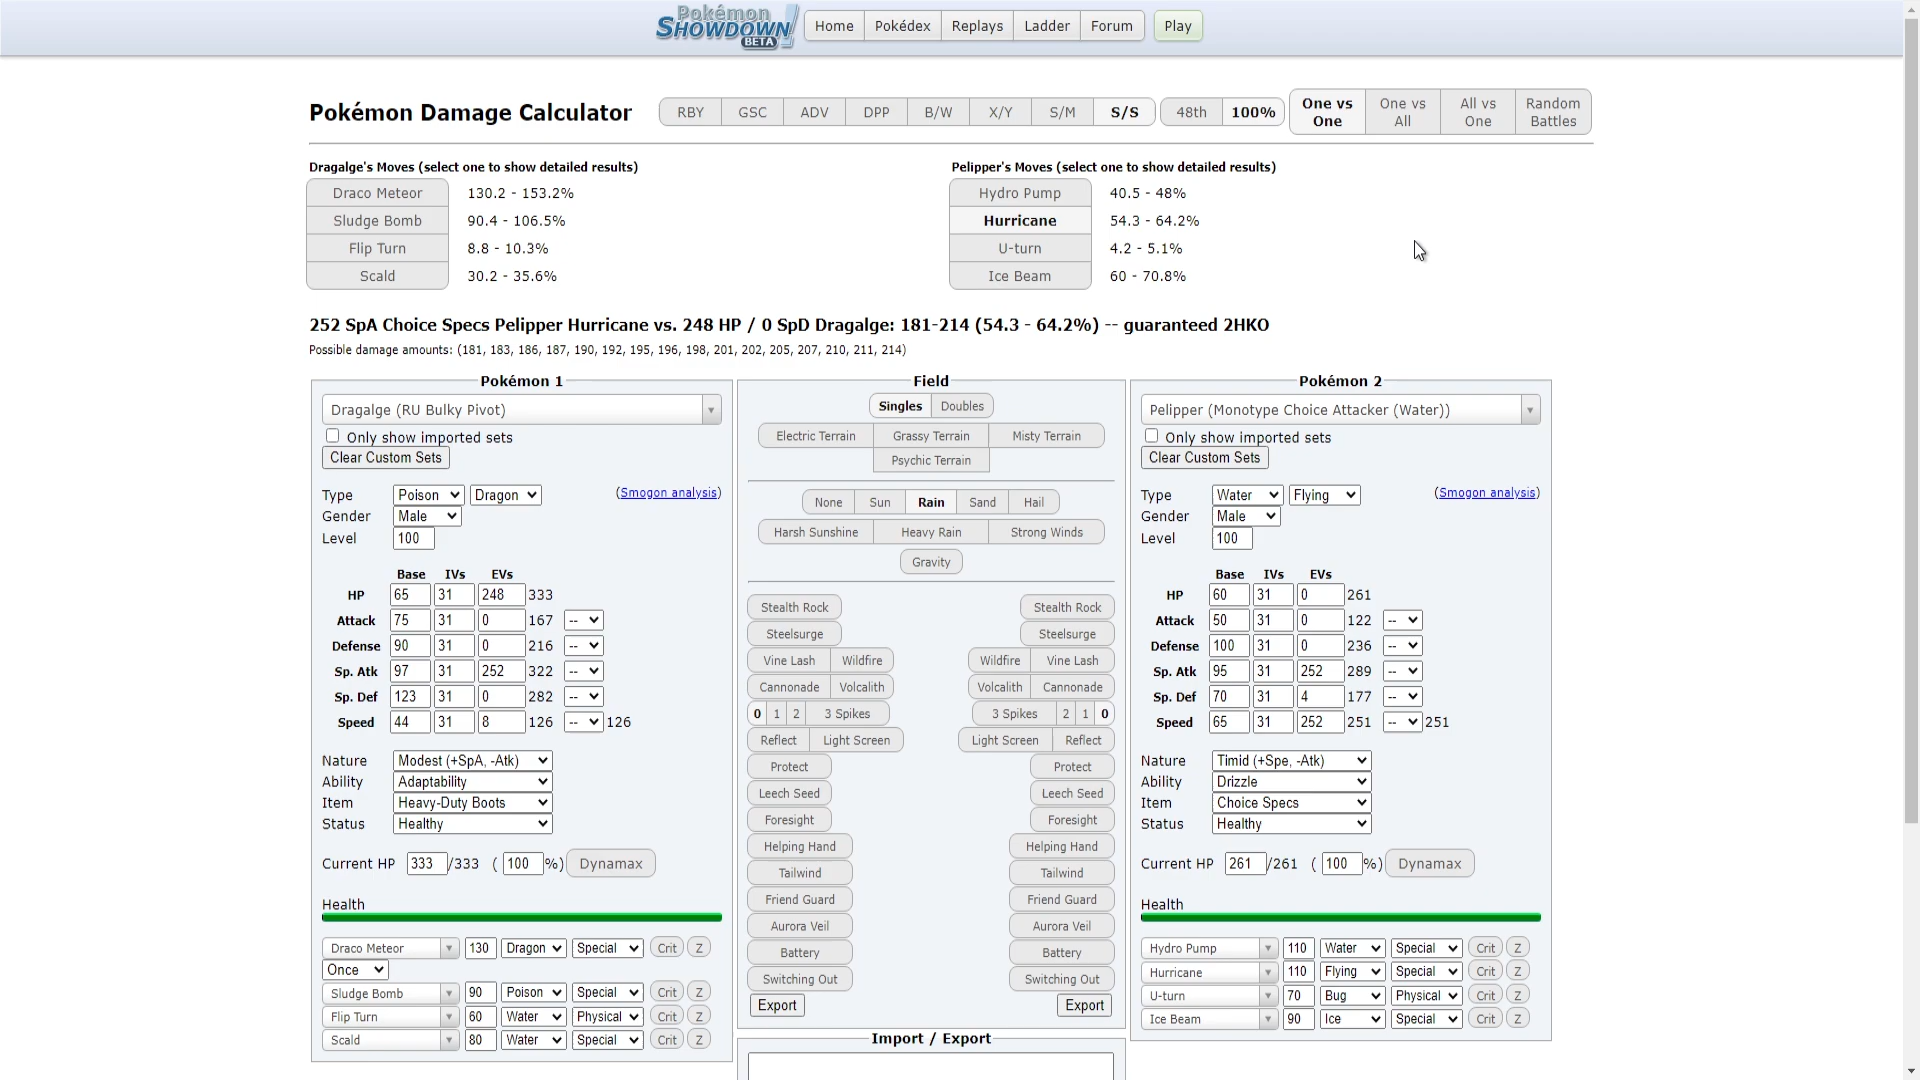 Pokémon SHOWDOWN! BETA
Home Pokédex Replays Ladder Forum Play
Pokémon Damage Calculator RBY GSC ADV DPP B/W X/Y S/M S/S 48th 100% One vs One One vs All All vs One Random Battles
Dragalge's Moves (select one to show detailed results) Pelipper's Moves (select one to show detailed results)
Draco Meteor 130.2 - 153.2% Hydro Pump 40.5 - 48%
Sludge Bomb 90.4 - 106.5% Hurricane 54.3 - 64.2%
Flip Turn 8.8 - 10.3% U-turn 4.2 - 5.1%
Scald 30.2 - 35.6% Ice Beam 60 - 70.8%
252 SpA Choice Specs Pelipper Hurricane vs. 248 HP / 0 SpD Dragalge: 181-214 (54.3 - 64.2%) -- guaranteed 2HKO
Possible damage amounts: (181, 183, 186, 187, 190, 192, 195, 196, 198, 201, 202, 205, 207, 210, 211, 214)
Pokémon 1
Dragalge (RU Bulky Pivot)
Only show imported sets
Clear Custom Sets
Type Poison Dragon (Smogon analysis)
Gender Male
Level 100
Base IVs EVs
HP 65 31 248 333
Attack 75 31 0 167 --
Defense 90 31 0 216 --
Sp. Atk 97 31 252 322 --
Sp. Def 123 31 0 282 --
Speed 44 31 8 126 -- 126
Nature Modest (+SpA, -Atk)
Ability Adaptability
Item Heavy-Duty Boots
Status Healthy
Current HP 333 /333 ( 100 %) Dynamax
Health
Draco Meteor 130 Dragon Special Crit Z
Once
Sludge Bomb 90 Poison Special Crit Z
Flip Turn 60 Water Physical Crit Z
Scald 80 Water Special Crit Z
Field
Singles Doubles
Electric Terrain Grassy Terrain Misty Terrain
Psychic Terrain
None Sun Rain Sand Hail
Harsh Sunshine Heavy Rain Strong Winds
Gravity
Stealth Rock Stealth Rock
Steelsurge Steelsurge
Vine Lash Wildfire Wildfire Vine Lash
Cannonade Volcalith Volcalith Cannonade
0 1 2 3 Spikes 3 Spikes 2 1 0
Reflect Light Screen Light Screen Reflect
Protect Protect
Leech Seed Leech Seed
Foresight Foresight
Helping Hand Helping Hand
Tailwind Tailwind
Friend Guard Friend Guard
Aurora Veil Aurora Veil
Battery Battery
Switching Out Switching Out
Export Export
Import / Export
Pokémon 2
Pelipper (Monotype Choice Attacker (Water))
Only show imported sets
Clear Custom Sets
Type Water Flying (Smogon analysis)
Gender Male
Level 100
Base IVs EVs
HP 60 31 0 261
Attack 50 31 0 122 --
Defense 100 31 0 236 --
Sp. Atk 95 31 252 289 --
Sp. Def 70 31 4 177 --
Speed 65 31 252 251 -- 251
Nature Timid (+Spe, -Atk)
Ability Drizzle
Item Choice Specs
Status Healthy
Current HP 261 /261 ( 100 %) Dynamax
Health
Hydro Pump 110 Water Special Crit Z
Hurricane 110 Flying Special Crit Z
U-turn 70 Bug Physical Crit Z
Ice Beam 90 Ice Special Crit Z